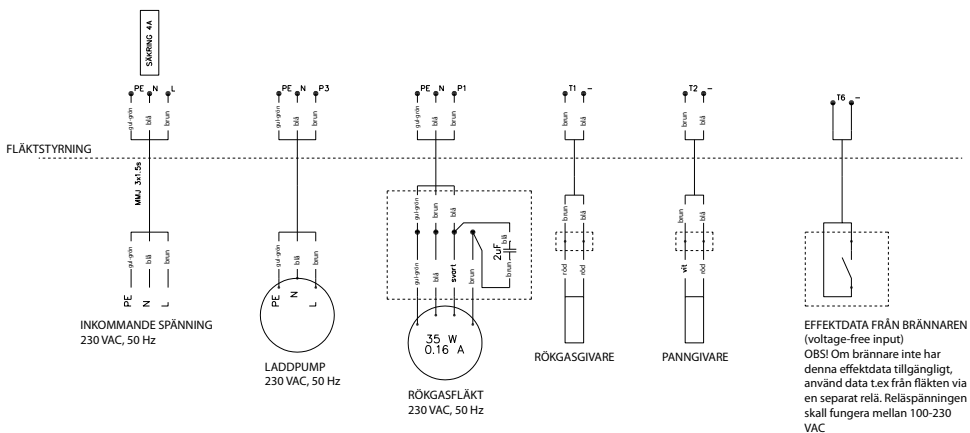 SÄKRING 4A
PE N L
PE N P3
PE N P1
T1 -
T2 -
T6 -
gul-grön blå brun
gul-grön blå brun
gul-grön blå brun
brun blå
brun blå
FLÄKTSTYRNING
MMJ 3x1.5s
gul-grön brun blå
brun blå
brun blå
gul-grön blå brun
gul-grön blå brun
gul-grön blå svart brun
2uF
blå
brun
röd röd
vit röd
PE N L
PE N L
35 W
0.16 A
INKOMMANDE SPÄNNING
230 VAC, 50 Hz
LADDPUMP
230 VAC, 50 Hz
RÖKGASFLÄKT
230 VAC, 50 Hz
RÖKGASGIVARE
PANNGIVARE
EFFEKTDATA FRÅN BRÄNNAREN
(voltage-free input)
OBS! Om brännare inte har
denna effektdata tillgängligt,
använd data t.ex från fläkten via
en separat relä. Reläspänningen
skall fungera mellan 100-230
VAC